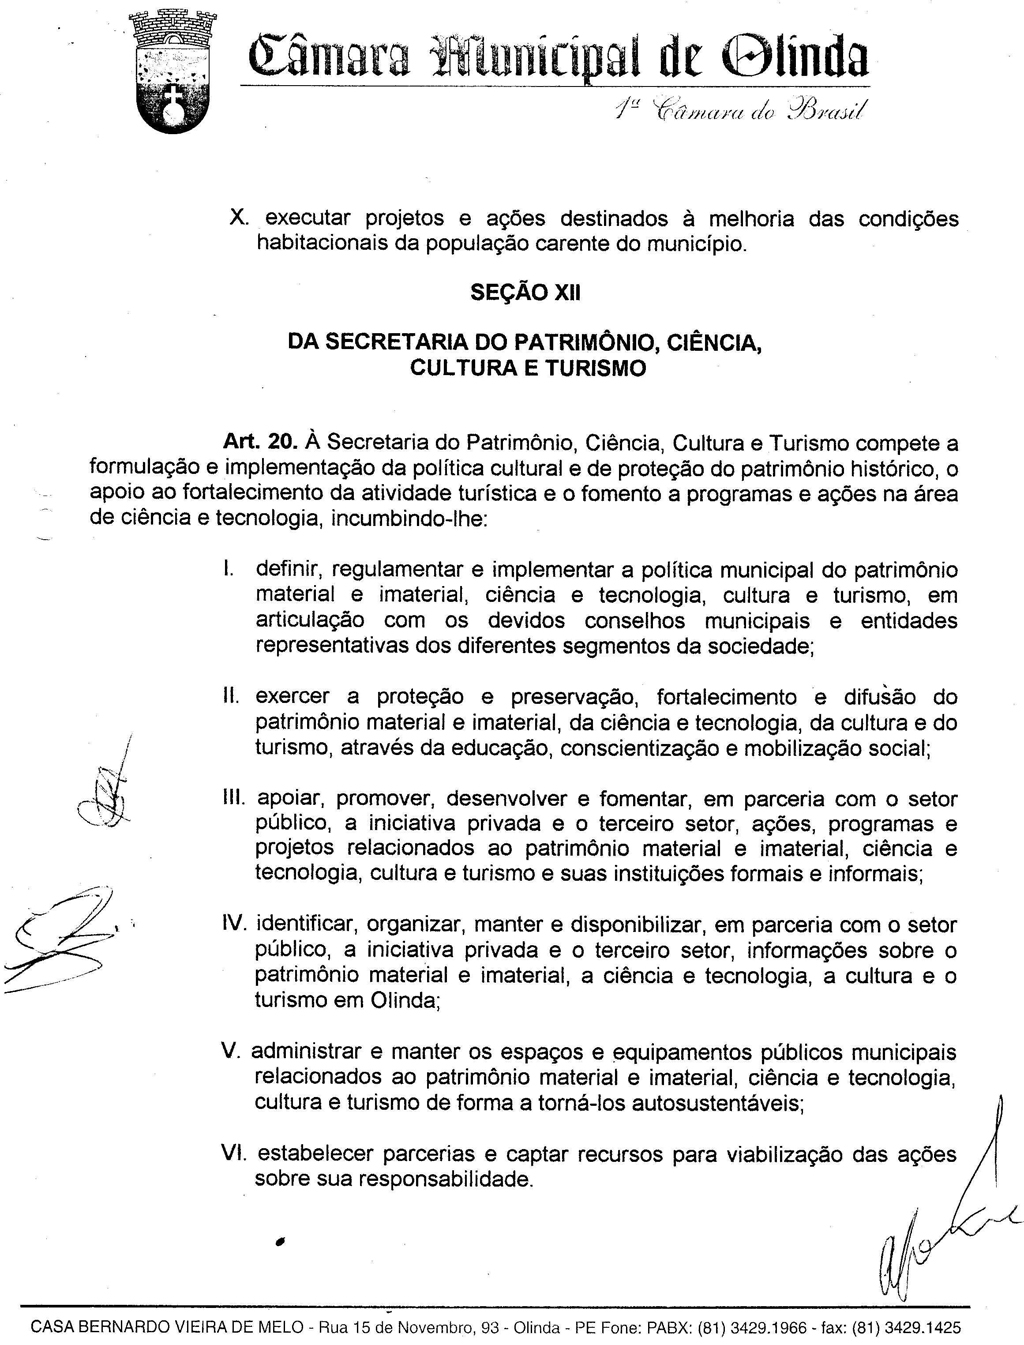 Câmara Municipal de Olinda
1ª Câmara do Brasil
X. executar projetos e ações destinados à melhoria das condições
habitacionais da população carente do município.
SEÇÃO XII
DA SECRETARIA DO PATRIMÔNIO, CIÊNCIA,
CULTURA E TURISMO
Art. 20. À Secretaria do Patrimônio, Ciência, Cultura e Turismo compete a
formulação e implementação da política cultural e de proteção do patrimônio histórico, o
apoio ao fortalecimento da atividade turística e o fomento a programas e ações na área
de ciência e tecnologia, incumbindo-lhe:
I. definir, regulamentar e implementar a política municipal do patrimônio
material e imaterial, ciência e tecnologia, cultura e turismo, em
articulação com os devidos conselhos municipais e entidades
representativas dos diferentes segmentos da sociedade;
II. exercer a proteção e preservação, fortalecimento e difusão do
patrimônio material e imaterial, da ciência e tecnologia, da cultura e do
turismo, através da educação, conscientização e mobilização social;
III. apoiar, promover, desenvolver e fomentar, em parceria com o setor
público, a iniciativa privada e o terceiro setor, ações, programas e
projetos relacionados ao patrimônio material e imaterial, ciência e
tecnologia, cultura e turismo e suas instituições formais e informais;
IV. identificar, organizar, manter e disponibilizar, em parceria com o setor
público, a iniciativa privada e o terceiro setor, informações sobre o
patrimônio material e imaterial, a ciência e tecnologia, a cultura e o
turismo em Olinda;
V. administrar e manter os espaços e equipamentos públicos municipais
relacionados ao patrimônio material e imaterial, ciência e tecnologia,
cultura e turismo de forma a torná-los autosustentáveis;
VI. estabelecer parcerias e captar recursos para viabilização das ações
sobre sua responsabilidade.
CASA BERNARDO VIEIRA DE MELO - Rua 15 de Novembro, 93 - Olinda - PE Fone: PABX: (81) 3429.1966 - fax: (81) 3429.1425